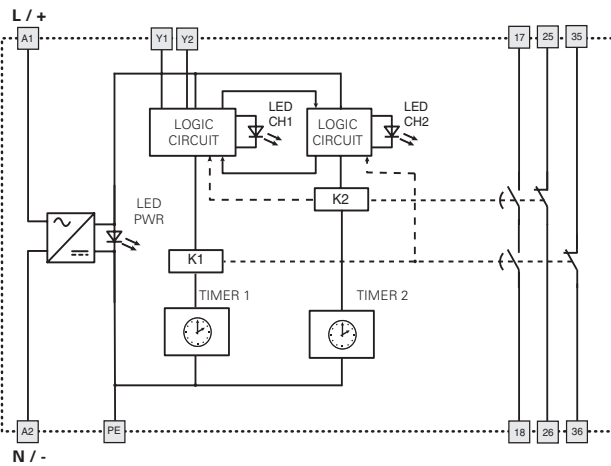 L / +
A1
Y1
Y2
17
25
35
LED
CH1
LED
CH2
LOGIC
CIRCUIT
LOGIC
CIRCUIT
K2
LED
PWR
K1
TIMER 1
TIMER 2
A2
PE
18
26
36
N / -